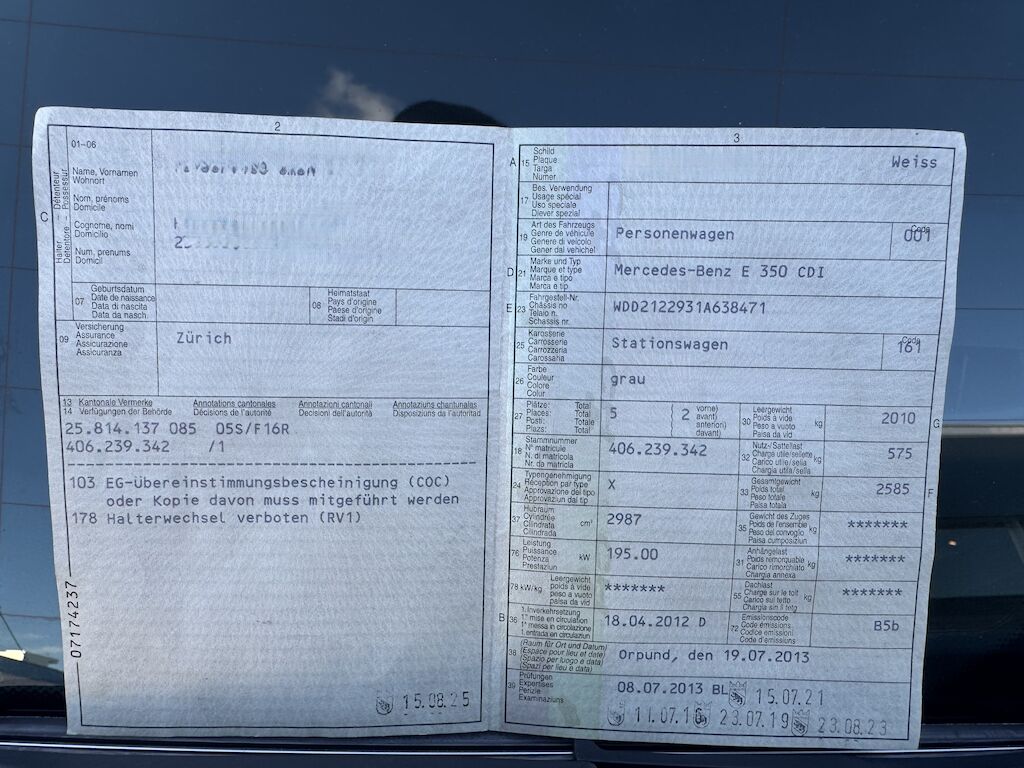 2
01-06
C
Halter - Détenteur
Detentore - Possessur
Name, Vornamen
Wohnort
Nom, prénoms
Domicile
Cognome, nomi
Domicilio
Num, prenums
Domicil
07
Geburtsdatum
Date de naissance
Data di nascita
Data da nasch.
08
Heimatstaat
Pays d'origine
Paese d'origine
Stadi d'origin
09
Versicherung
Assurance
Assicurazione
Assicuranza
Zürich
13 Kantonale Vermerke Annotations cantonales Annotazioni cantonali Annotaziuns chantunalas
14 Verfügungen der Behörde Décisions de l'autorité Decisioni dell'autorità Disposiziuns da l'autoritad
25.814.137 085 05S/F16R
406.239.342 /1
103 EG-Übereinstimmungsbescheinigung (COC)
oder Kopie davon muss mitgeführt werden
178 Halterwechsel verboten (RV1)
07174237
15.08.25
3
A 15
Schild
Plaque
Targa
Numer
Weiss
17
Bes. Verwendung
Usage spécial
Uso speciale
Diever spezial
19
Art des Fahrzeugs
Genre de véhicule
Genere di veicolo
Gener dal vehichel
Personenwagen
Code
001
D 21
Marke und Typ
Marque et type
Marca e tipo
Marca e tip
Mercedes-Benz E 350 CDI
E 23
Fahrgestell-Nr.
Châssis no
Telaio n.
Schassis nr.
WDD2122931A638471
25
Karosserie
Carrosserie
Carrozzeria
Carossaria
Stationswagen
Code
161
26
Farbe
Couleur
Colore
Colur
grau
27
Plätze: Total
Places: Total
Posti: Totale
Plazs: Total
5
( 2 vorne)
avant)
anteriori)
davant)
30
Leergewicht
Poids à vide
Peso a vuoto
Paisa da vid
kg
2010
G
18
Stammnummer
N° matricule
N. di matricola
Nr. da matricla
406.239.342
32
Nutz-/Sattellast
Charge utile/sellette
Carico utile/sella
Chargia utila/sella
kg
575
24
Typengenehmigung
Réception par type
Approvazione del tipo
Approvaziun dal tip
X
33
Gesamtgewicht
Poids total
Peso totale
Paisa totala
kg
2585
F
37
Hubraum
Cylindrée
Cilindrata
Cilindrada
cm³
2987
35
Gewicht des Zuges
Poids de l'ensemble
Peso del convoglio
Paisa cumposiziun
kg
*******
76
Leistung
Puissance
Potenza
Prestaziun
kW
195.00
31
Anhängelast
Poids remorquable
Carico rimorchiato
Chargia annexa
kg
*******
78 kW/kg
Leergewicht
poids à vide
peso a vuoto
paisa da vid
*******
55
Dachlast
Charge sur le toit
Carico sul tetto
Chargia sin il tetg
kg
*******
B 36
1. Inverkehrsetzung
1re mise en circulation
1a messa in circolazione
1. entrada en circulaziun
18.04.2012 D
72
Emissionscode
Code émissions
Codice emissioni
Code d'emissiuns
B5b
38
(Raum für Ort und Datum)
(Espace pour lieu et date)
(Spazio per luogo e data)
(Spazi per lieu e data)
Orpund, den 19.07.2013
39
Prüfungen
Expertises
Perizie
Examinaziuns
08.07.2013 BL 15.07.21
11.07.16 23.07.19 23.08.23